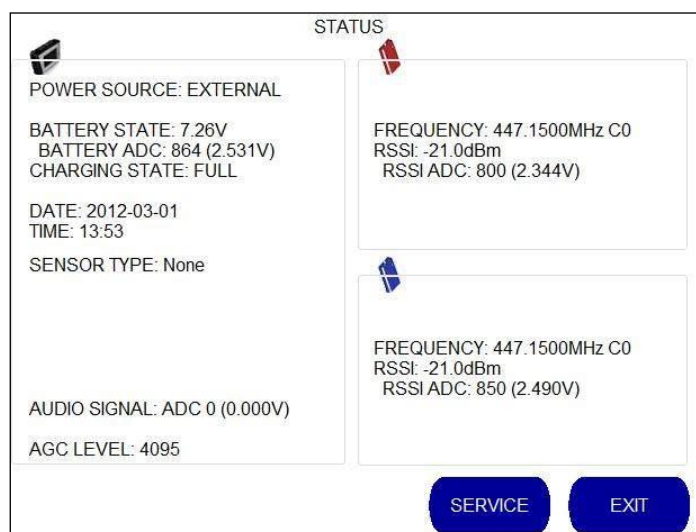 STATUS
POWER SOURCE: EXTERNAL
BATTERY STATE: 7.26V
BATTERY ADC: 864 (2.531V)
CHARGING STATE: FULL
DATE: 2012-03-01
TIME: 13:53
SENSOR TYPE: None
AUDIO SIGNAL: ADC 0 (0.000V)
AGC LEVEL: 4095
FREQUENCY: 447.1500MHz C0
RSSI: -21.0dBm
RSSI ADC: 800 (2.344V)
FREQUENCY: 447.1500MHz C0
RSSI: -21.0dBm
RSSI ADC: 850 (2.490V)
SERVICE
EXIT